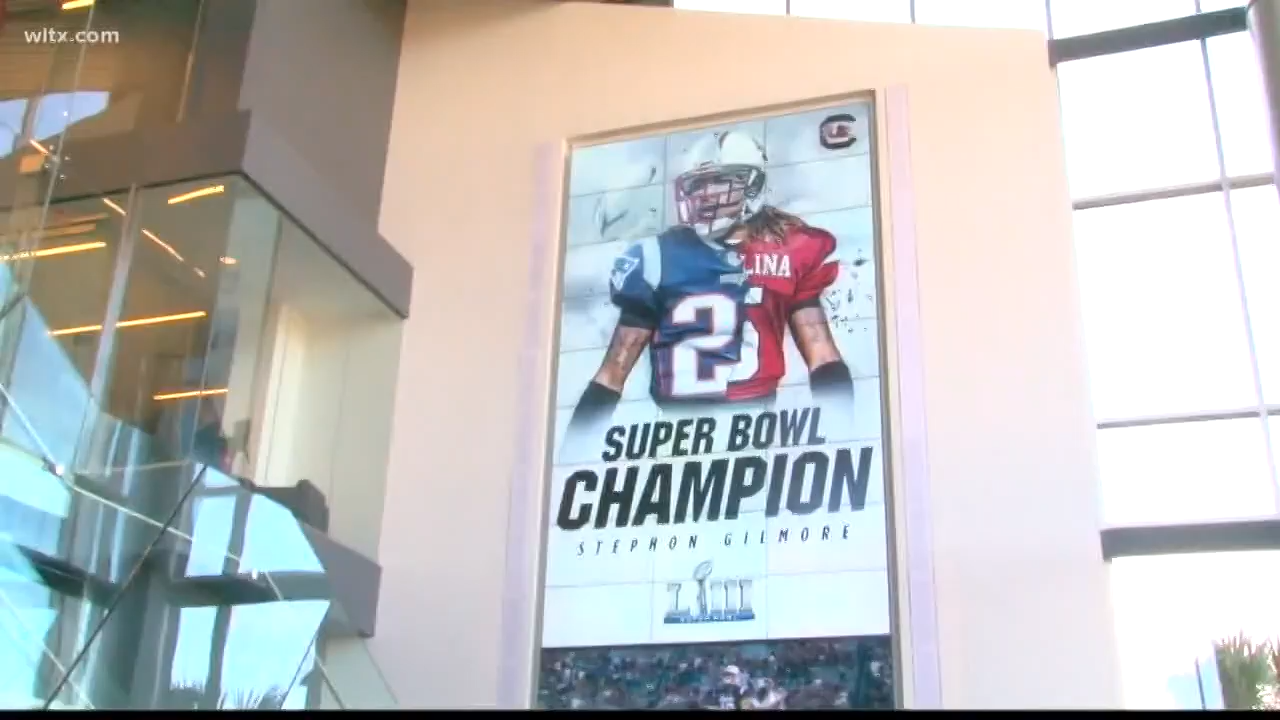 wltx.com
C
LINA
25
SUPER BOWL
CHAMPION
STEPHON GILMORE
LIII